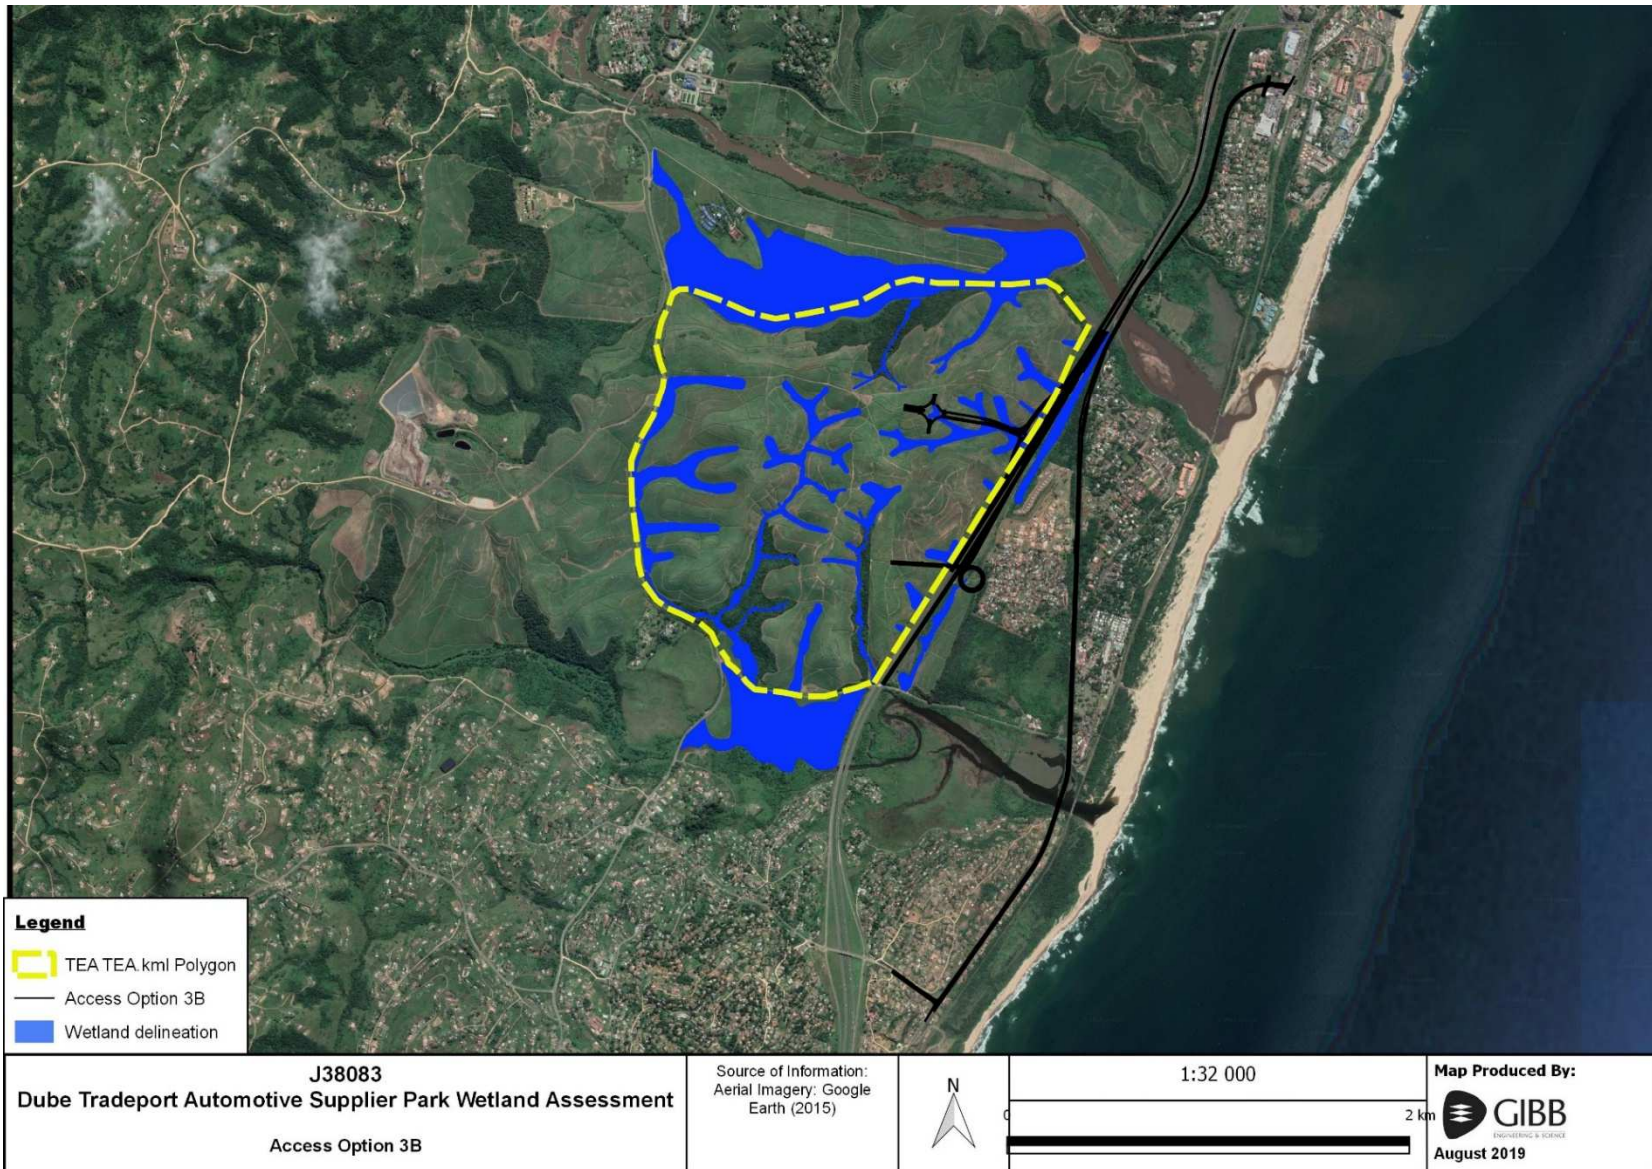 Legend
TEA TEA.kml Polygon
Access Option 3B
Wetland delineation
J38083
Dube Tradeport Automotive Supplier Park Wetland Assessment
Access Option 3B
Source of Information:
Aerial Imagery: Google
Earth (2015)
N
1:32 000
0
2 km
Map Produced By:
GIBB
ENGINEERING & SCIENCE
August 2019